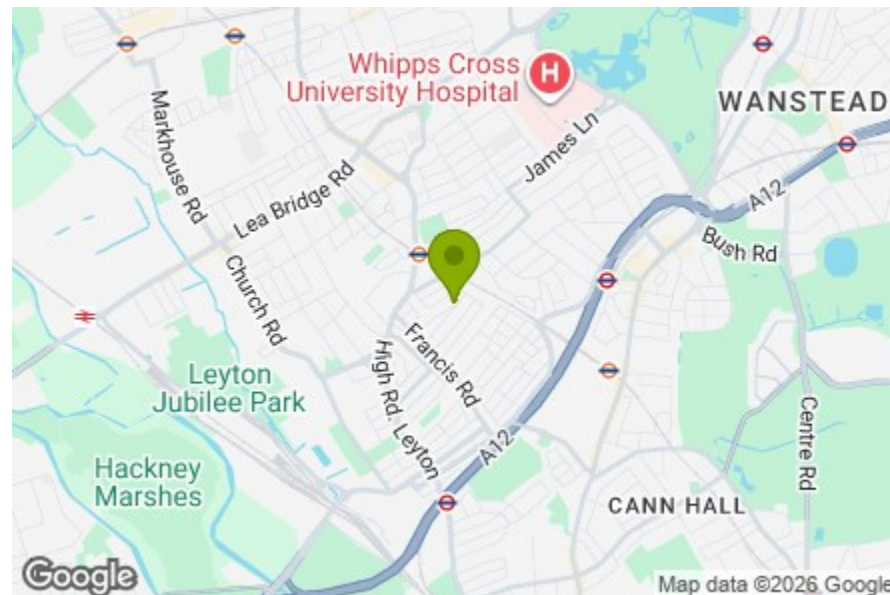 Whipps Cross
University Hospital
H
WANSTEAD
Markhouse Rd
James Ln
Lea Bridge Rd
A12
Bush Rd
Church Rd
Francis Rd
High Rd. Leyton
Leyton
Jubilee Park
A12
Centre Rd
Hackney
Marshes
CANN HALL
Google
Map data ©2026 Google